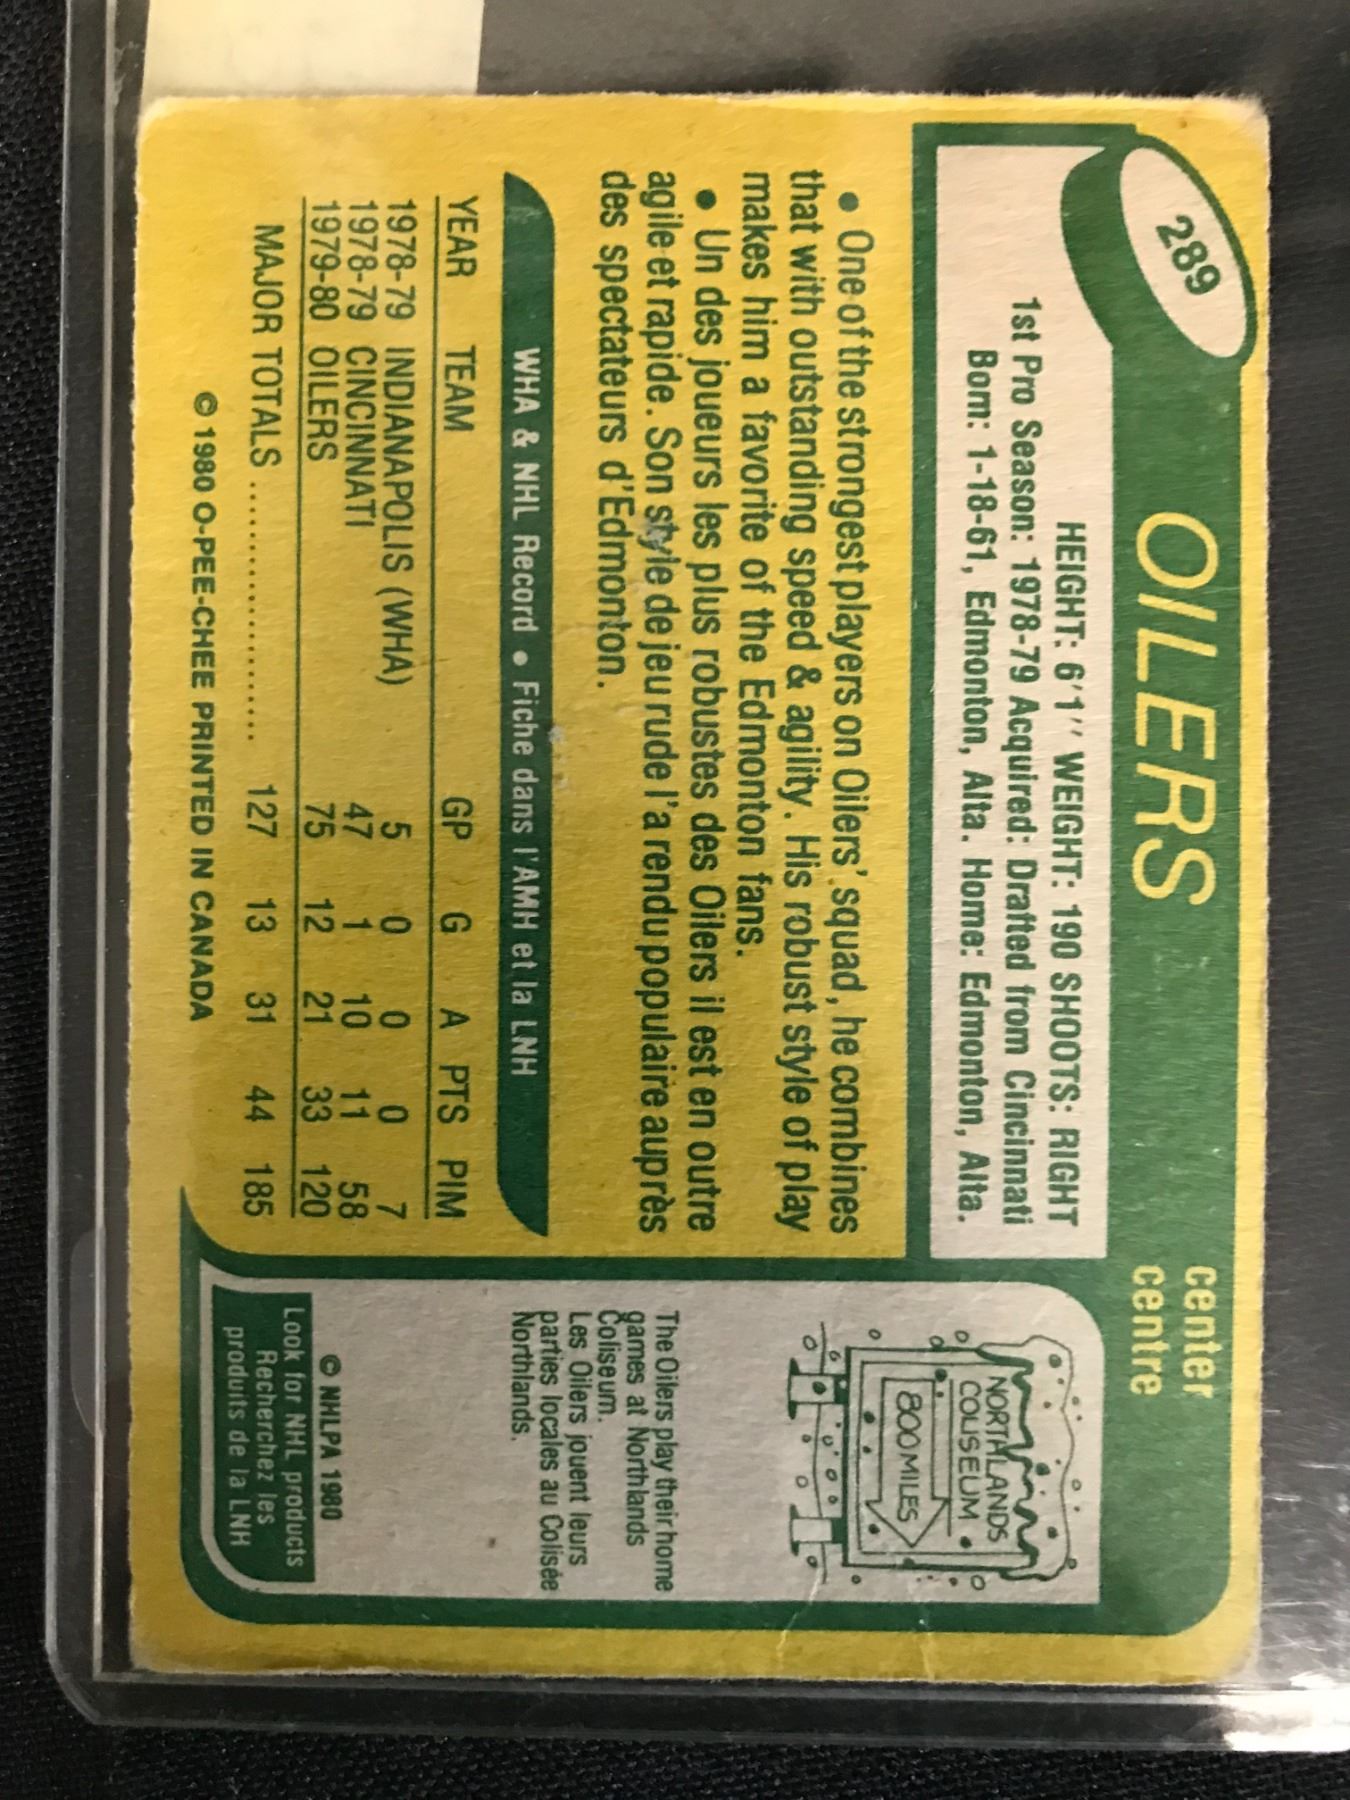 289
OILERS
center
centre
HEIGHT: 6'1'' WEIGHT: 190 SHOOTS: RIGHT
1st Pro Season: 1978-79 Acquired: Drafted from Cincinnati
Born: 1-18-61, Edmonton, Alta. Home: Edmonton, Alta.
• One of the strongest players on Oilers' squad, he combines
that with outstanding speed & agility. His robust style of play
makes him a favorite of the Edmonton fans.
• Un des joueurs les plus robustes des Oilers il est en outre
agile et rapide. Son style de jeu rude l'a rendu populaire auprès
des spectateurs d'Edmonton.
WHA & NHL Record • Fiche dans l'AMH et la LNH
YEAR TEAM GP G A PTS PIM
1978-79 INDIANAPOLIS (WHA) 5 0 0 0 7
1978-79 CINCINNATI 47 1 10 11 58
1979-80 OILERS 75 12 21 33 120
MAJOR TOTALS .................... 127 13 31 44 185
© 1980 O-PEE-CHEE PRINTED IN CANADA
NORTHLANDS
COLISEUM
800 MILES
The Oilers play their home
games at Northlands
Coliseum.
Les Oilers jouent leurs
parties locales au Colisée
Northlands.
© NHLPA 1980
Look for NHL products
Recherchez les
produits de la LNH